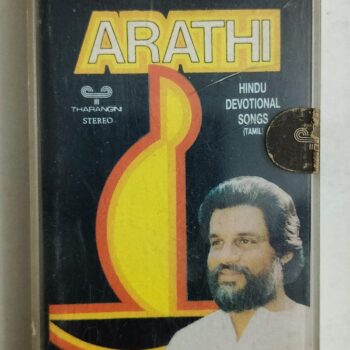 ARATHI
THARANGINI
STEREO
HINDU
DEVOTIONAL
SONGS
(TAMIL)